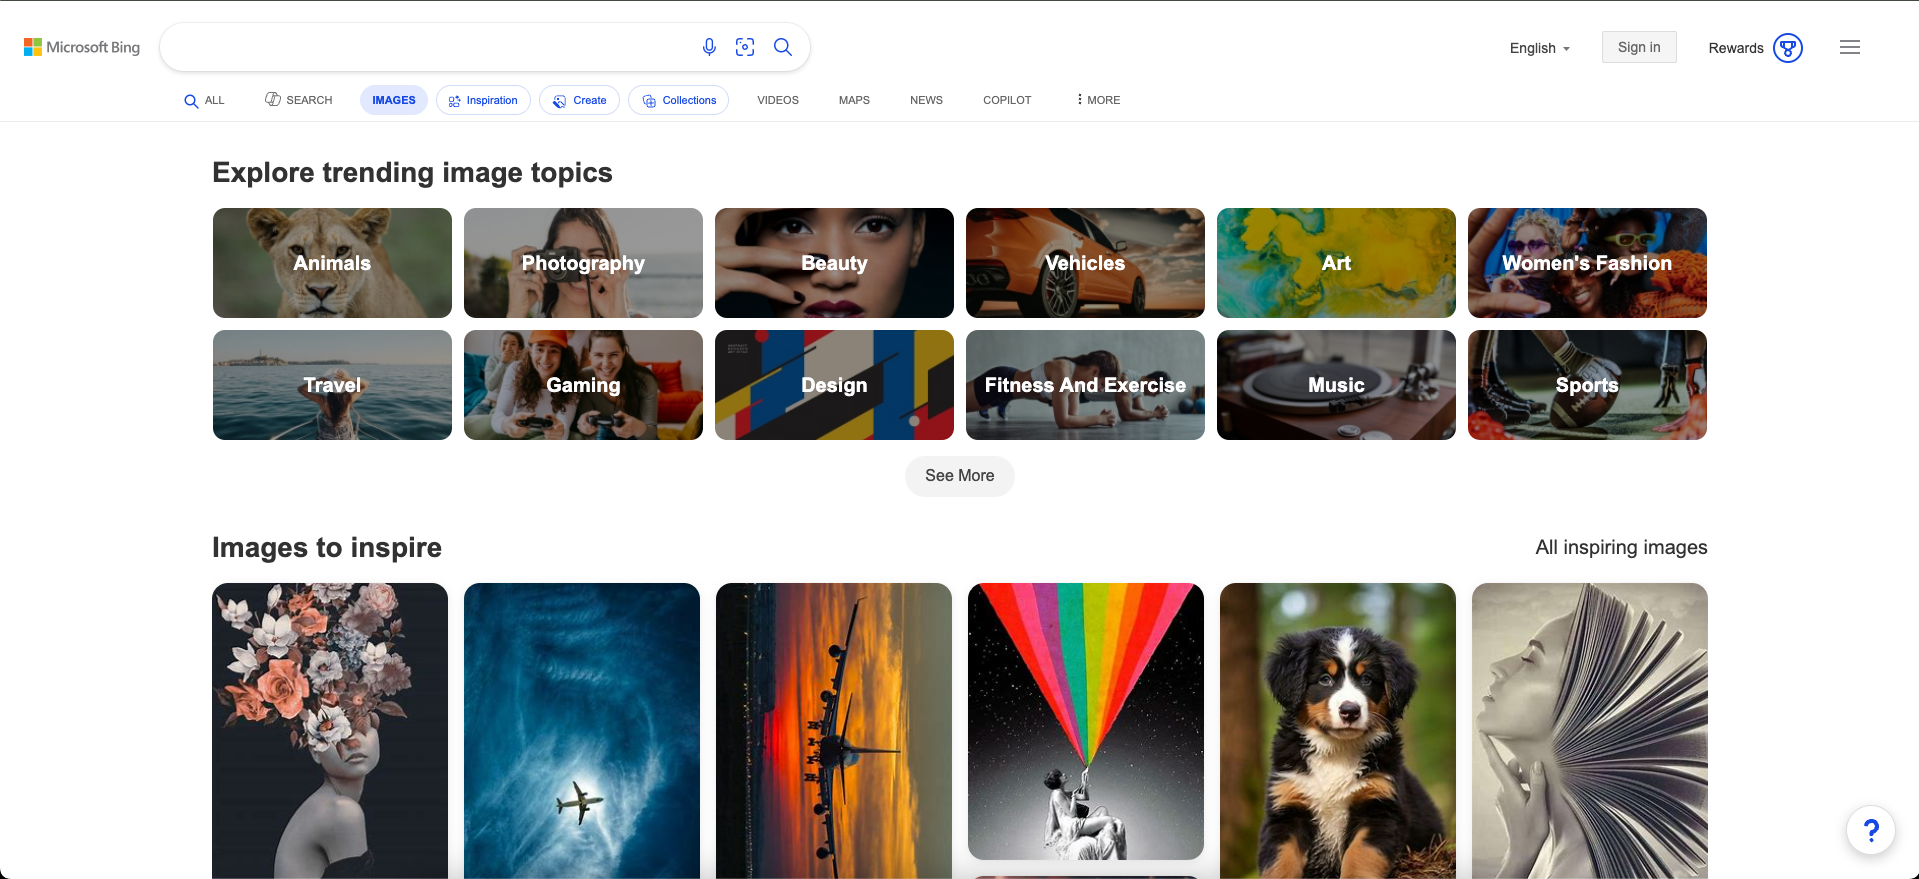 Microsoft Bing
English
Sign in
Rewards
ALL
SEARCH
IMAGES
Inspiration
Create
Collections
VIDEOS
MAPS
NEWS
COPILOT
MORE
Explore trending image topics
Animals
Photography
Beauty
Vehicles
Art
Women's Fashion
Travel
Gaming
Design
Fitness And Exercise
Music
Sports
See More
Images to inspire
All inspiring images
?